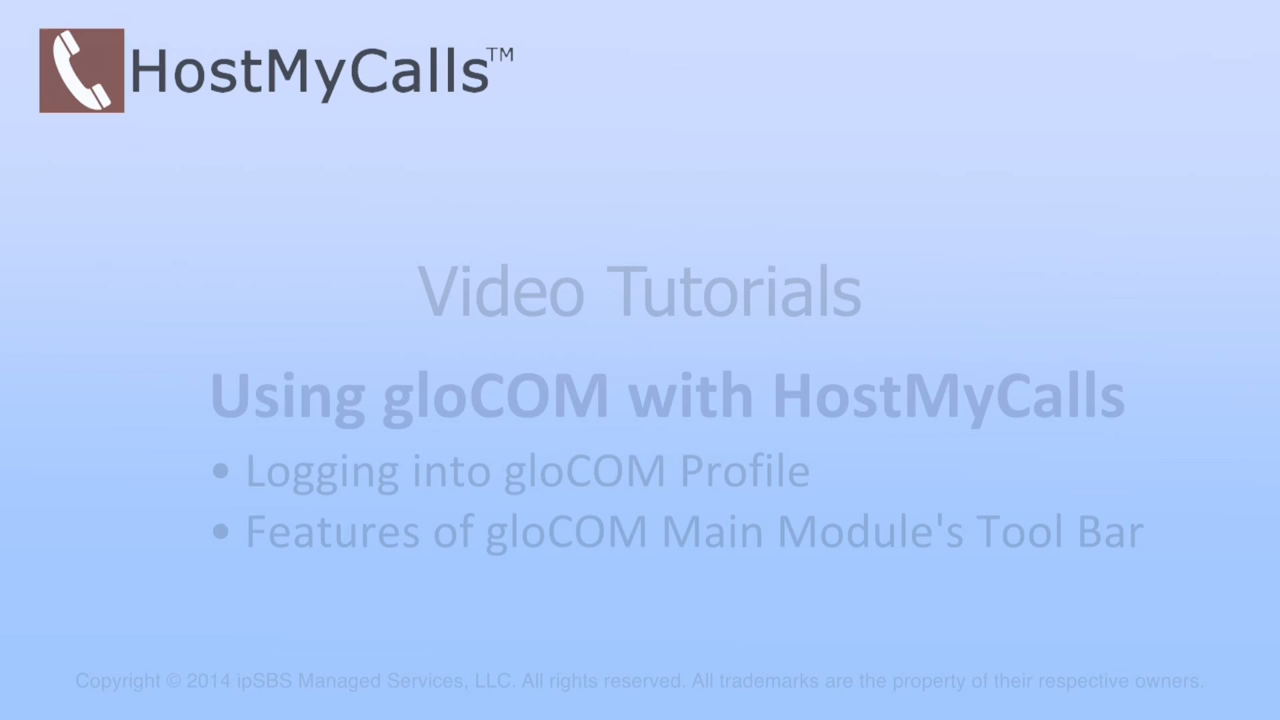 HostMyCalls™
Video Tutorials
Using gloCOM with HostMyCalls
• Logging into gloCOM Profile
• Features of gloCOM Main Module's Tool Bar
Copyright © 2014 ipSBS Managed Services, LLC. All rights reserved. All trademarks are the property of their respective owners.